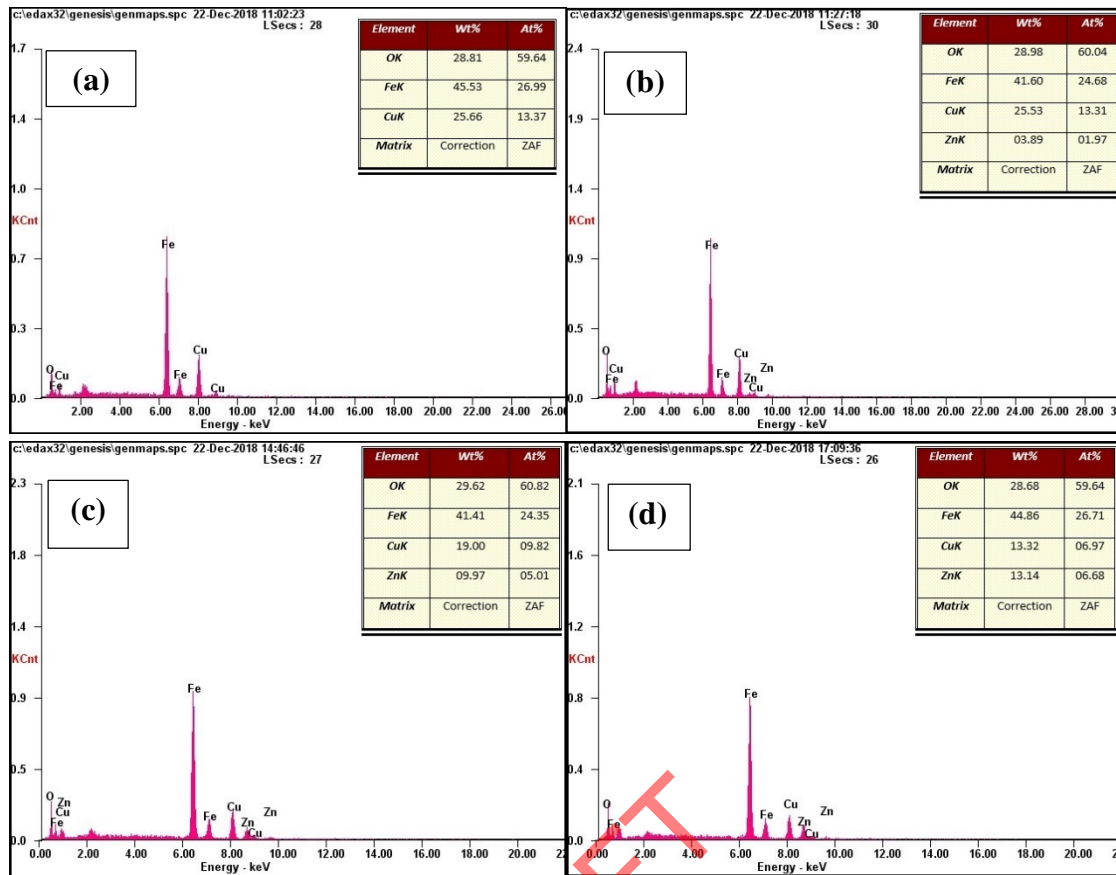 c:\edax32\genesis\genmaps.spc 22-Dec-2018 11:02:23
LSecs : 28
(a)
Element Wt% At%
OK 28.81 59.64
FeK 45.53 26.99
CuK 25.66 13.37
Matrix Correction ZAF
1.7
1.4
1.0
KCnt
0.7
0.3
0.0
Fe
O
Cu
Fe
Fe
Cu
Cu
2.00 4.00 6.00 8.00 10.00 12.00 14.00 16.00 18.00 20.00 22.00 24.00 26.0
Energy - keV
c:\edax32\genesis\genmaps.spc 22-Dec-2018 11:27:18
LSecs : 30
(b)
Element Wt% At%
OK 28.98 60.04
FeK 41.60 24.68
CuK 25.53 13.31
ZnK 03.89 01.97
Matrix Correction ZAF
2.4
1.9
1.4
KCnt
0.9
0.5
0.0
Fe
O
Cu
Fe
Fe
Cu
Zn
Zn
Cu
2.00 4.00 6.00 8.00 10.00 12.00 14.00 16.00 18.00 20.00 22.00 24.00 26.00 28.00 3
Energy - keV
c:\edax32\genesis\genmaps.spc 22-Dec-2018 14:46:46
LSecs : 27
(c)
Element Wt% At%
OK 29.62 60.82
FeK 41.41 24.35
CuK 19.00 09.82
ZnK 09.97 05.01
Matrix Correction ZAF
2.3
1.8
1.4
KCnt
0.9
0.5
0.0
Fe
O
Zn
Cu
Fe
Fe
Cu
Zn
Zn
Cu
0.00 2.00 4.00 6.00 8.00 10.00 12.00 14.00 16.00 18.00 20.00 22
Energy - keV
c:\edax32\genesis\genmaps.spc 22-Dec-2018 17:09:36
LSecs : 26
(d)
Element Wt% At%
OK 28.68 59.64
FeK 44.86 26.71
CuK 13.32 06.97
ZnK 13.14 06.68
Matrix Correction ZAF
2.1
1.6
1.2
KCnt
0.8
0.4
0.0
Fe
O
Fe
Fe
Cu
Zn
Zn
Cu
0.00 2.00 4.00 6.00 8.00 10.00 12.00 14.00 16.00 18.00 20.00 2
Energy - keV